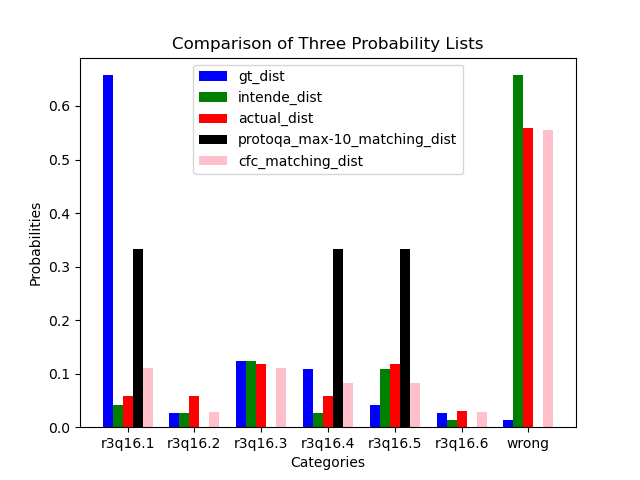 Comparison of Three Probability Lists
gt_dist
intende_dist
actual_dist
protoqa_max-10_matching_dist
cfc_matching_dist
Probabilities
0.6
0.5
0.4
0.3
0.2
0.1
0.0
r3q16.1 r3q16.2 r3q16.3 r3q16.4 r3q16.5 r3q16.6 wrong
Categories